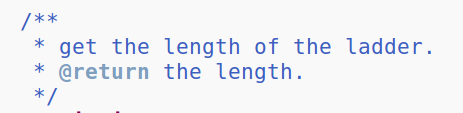 /**
* get the length of the ladder.
* @return the length.
*/